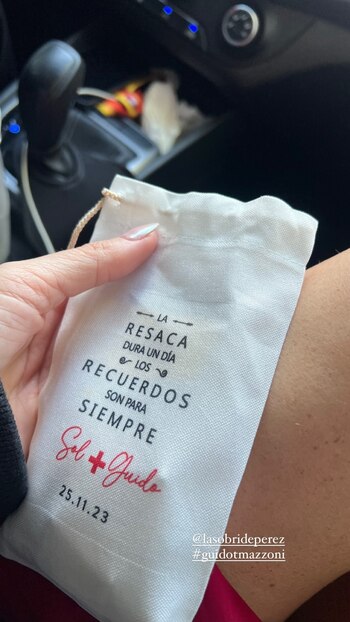 LA
RESACA
DURA UN DÍA
LOS
RECUERDOS
SON PARA
SIEMPRE
Sol + Guido
25.11.23
@lasobrideperez
#guidotmazzoni